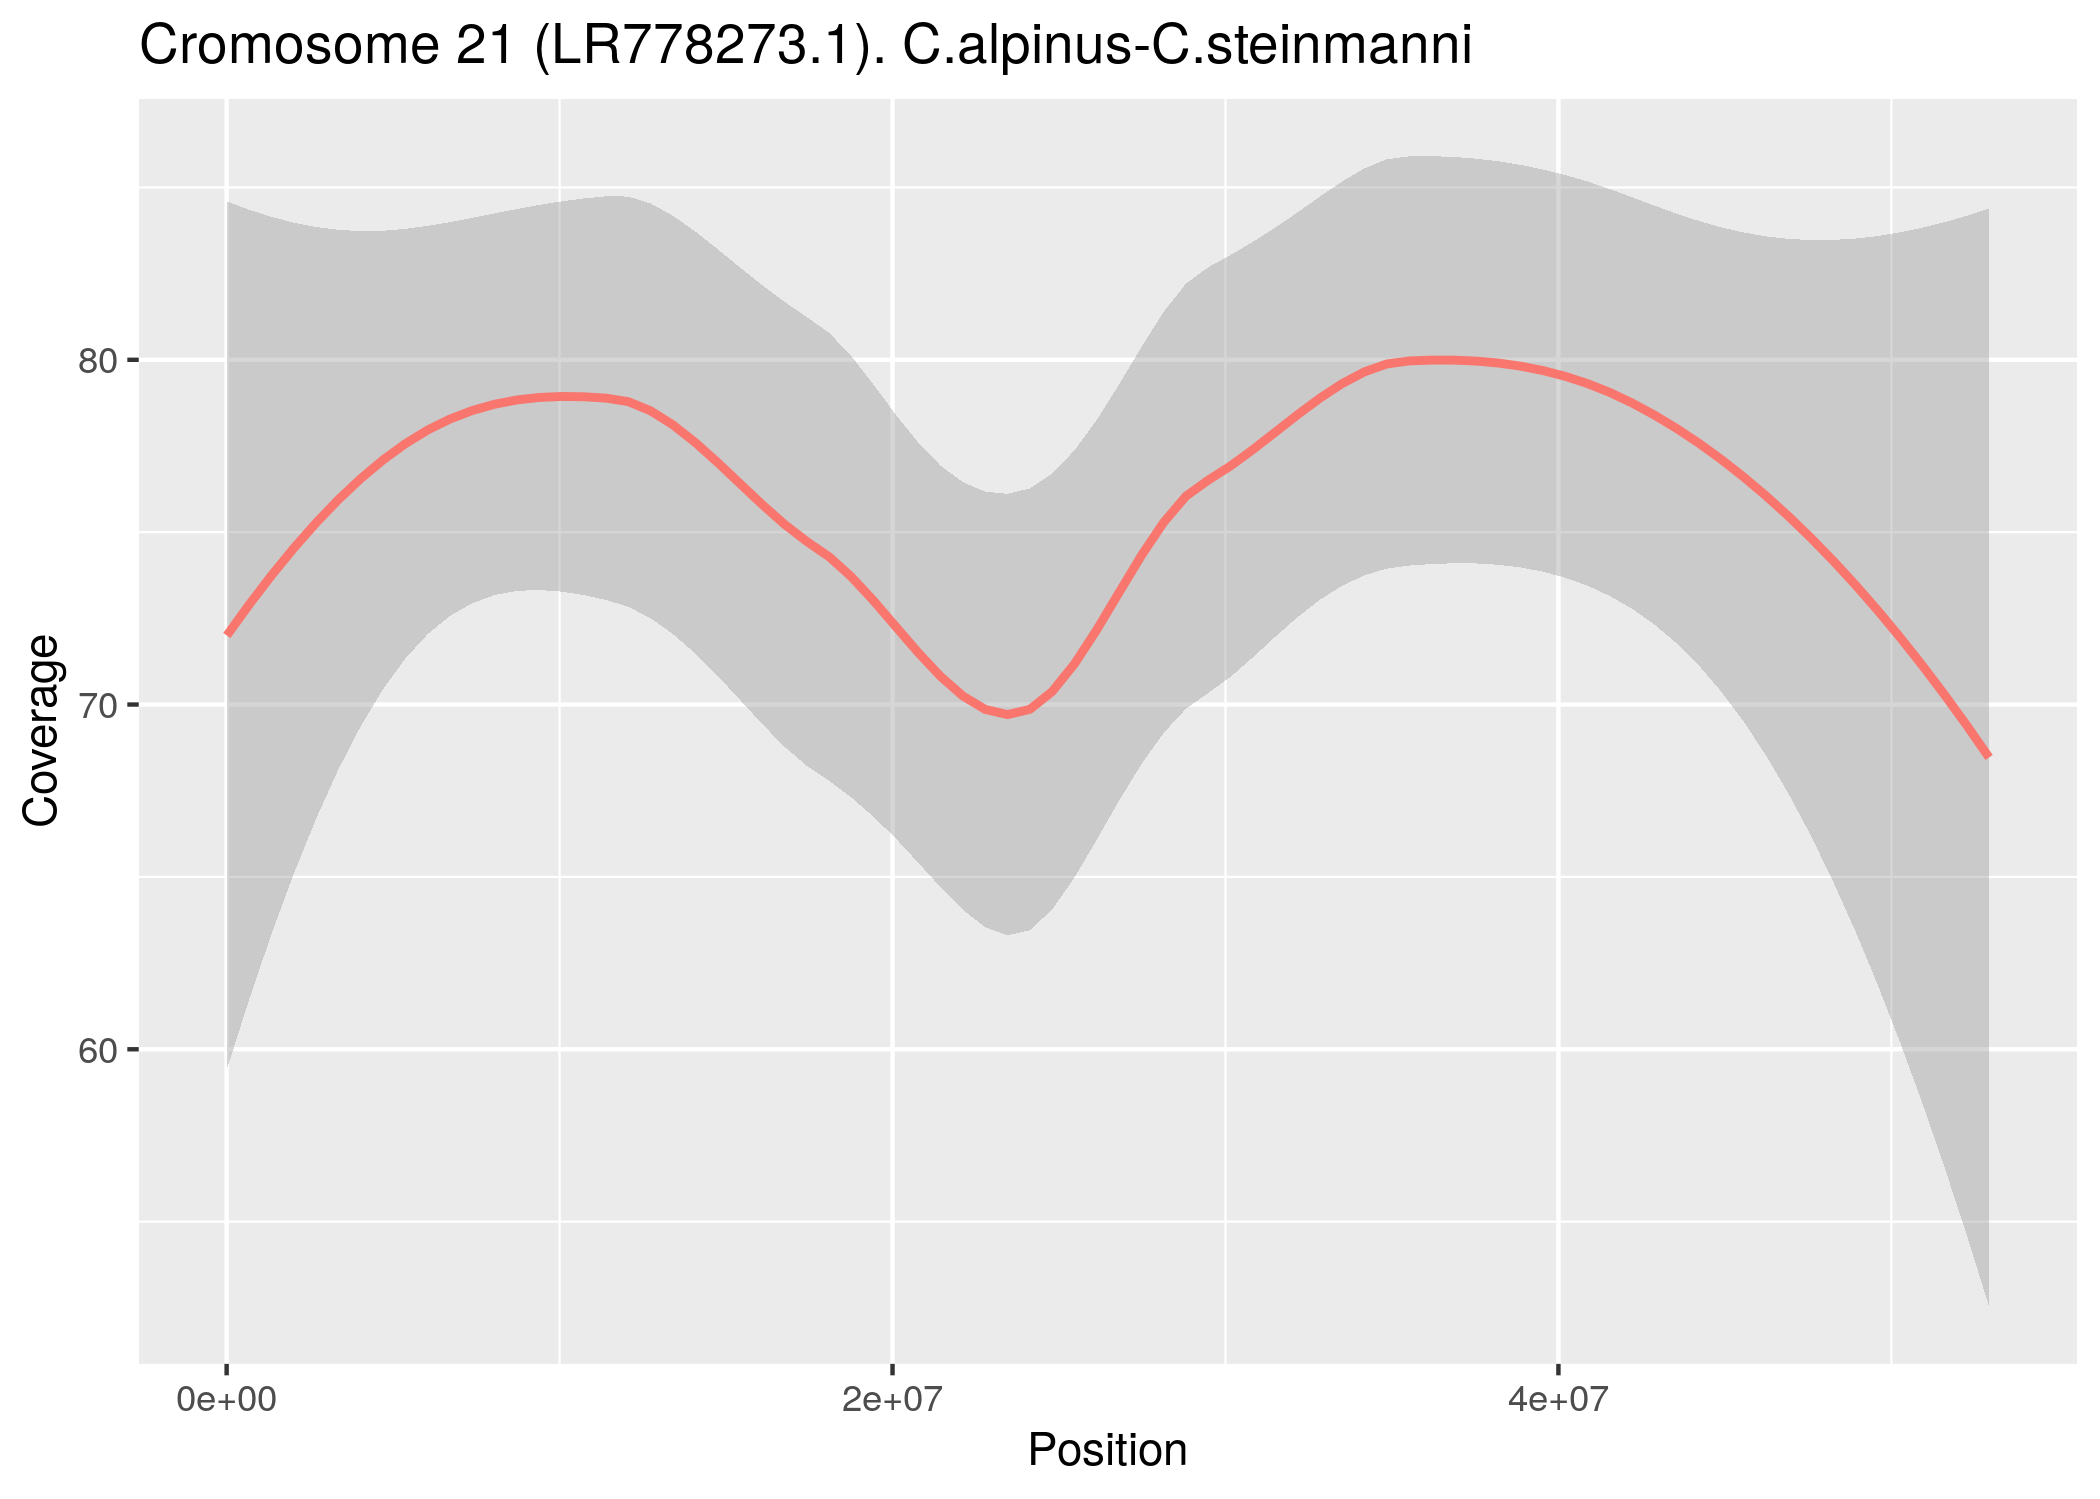 Cromosome 21 (LR778273.1). C.alpinus-C.steinmanni
80
70
60
Coverage
0e+00 2e+07 4e+07
Position